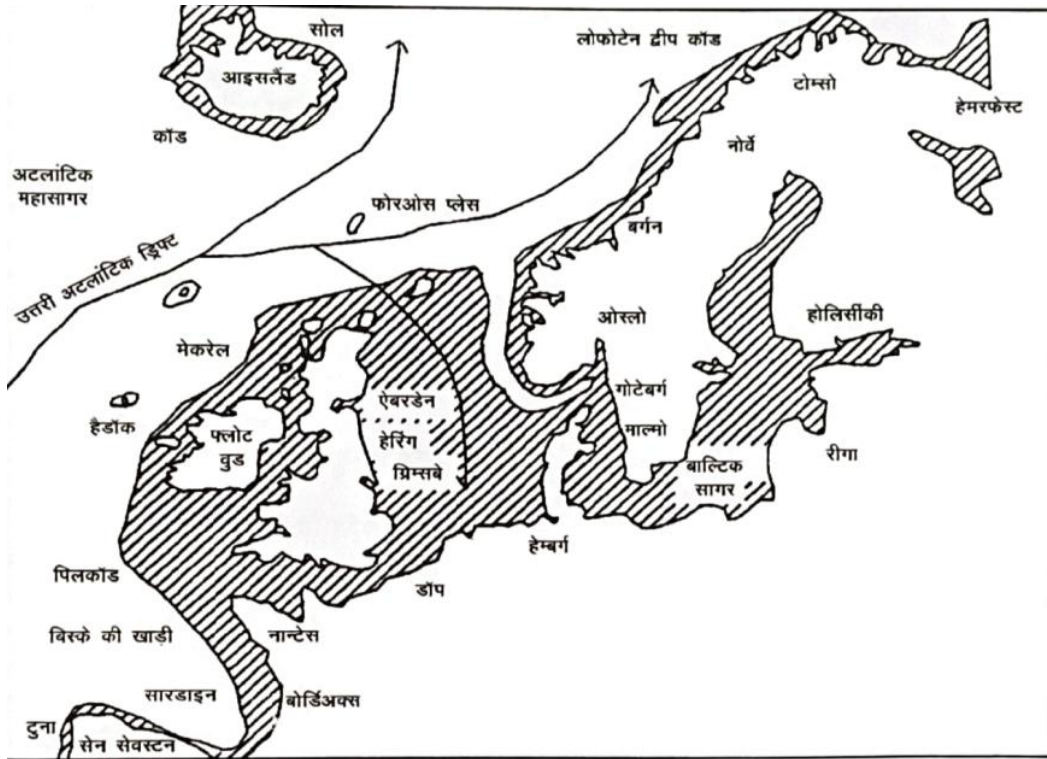 सोल
लोफोटेन द्वीप कॉड
आइसलैंड
टोम्सो
हेमरफेस्ट
कॉड
नोर्वे
अटलांटिक
महासागर
फोरओस प्लेस
बर्गन
उत्तरी अटलांटिक ड्रिफ्ट
ओस्लो
होलिर्सीकी
मेकरेल
ऐबरडेन
गोटेबर्ग
हैडॉक
फ्लोट
वुड
हेरिंग
माल्मो
ग्रिम्सबे
बाल्टिक
सागर
रीगा
हेम्बर्ग
पिलकॉड
डॉप
बिस्के की खाड़ी
नान्टेस
सारडाइन
बोर्डिअक्स
टुना
सेन सेवस्टन